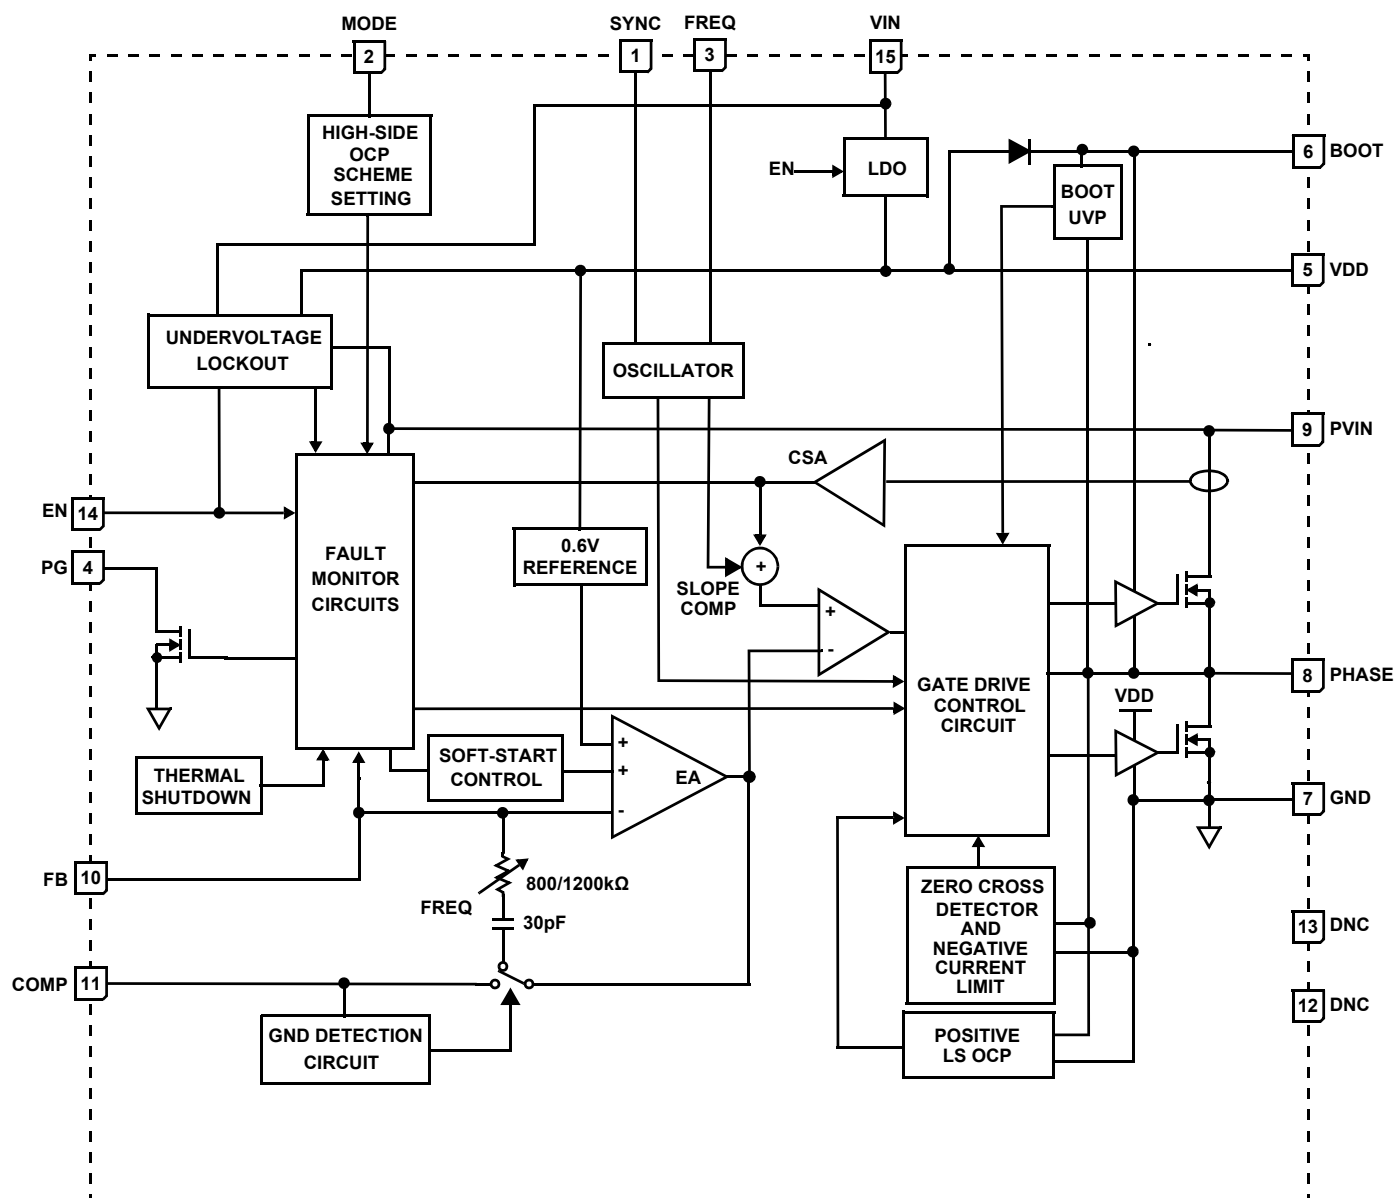 MODE
SYNC
FREQ
VIN
2
1
3
15
HIGH-SIDE
OCP
SCHEME
SETTING
EN
LDO
6
BOOT
BOOT
UVP
5
VDD
UNDERVOLTAGE
LOCKOUT
OSCILLATOR
9
PVIN
CSA
EN
14
PG
4
FAULT
MONITOR
CIRCUITS
0.6V
REFERENCE
+
SLOPE
COMP
+
-
GATE DRIVE
CONTROL
CIRCUIT
8
PHASE
VDD
THERMAL
SHUTDOWN
SOFT-START
CONTROL
+
+
-
EA
7
GND
FB
10
FREQ
800/1200kΩ
30pF
ZERO CROSS
DETECTOR
AND
NEGATIVE
CURRENT
LIMIT
13
DNC
COMP
11
12
DNC
GND DETECTION
CIRCUIT
POSITIVE
LS OCP